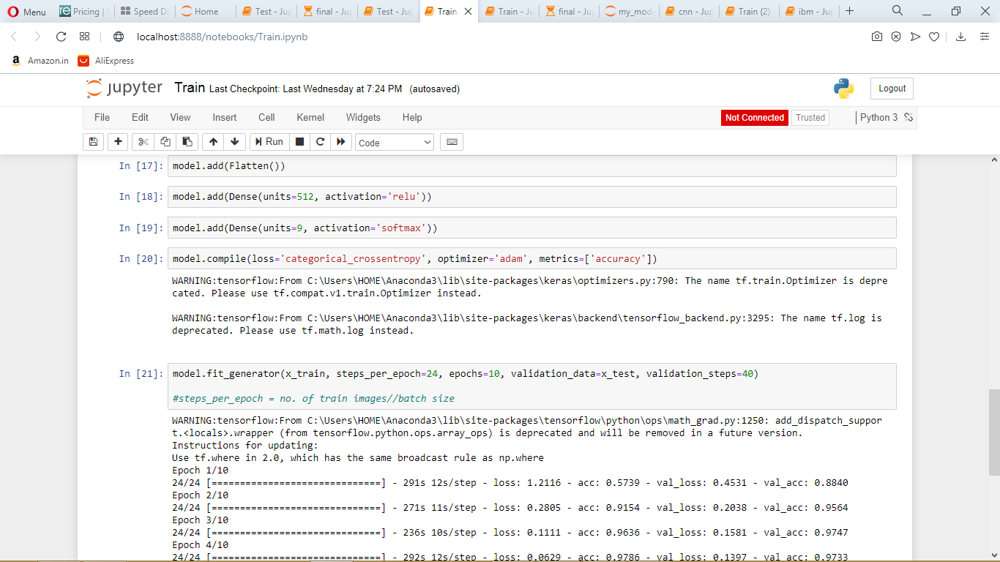 Menu
Pricing |
Speed Di
Home
Test - Jup
final - Jup
Test - Jup
Train
Train - Ju
final - Jup
my_mod
cnn - Jup
Train (2)
ibm - Jup
localhost:8888/notebooks/Train.ipynb
Amazon.in AliExpress
jupyter Train Last Checkpoint: Last Wednesday at 7:24 PM (autosaved)
Logout
File Edit View Insert Cell Kernel Widgets Help Not Connected Trusted Python 3
Run Code
In [17]: model.add(Flatten())
In [18]: model.add(Dense(units=512, activation='relu'))
In [19]: model.add(Dense(units=9, activation='softmax'))
In [20]: model.compile(loss='categorical_crossentropy', optimizer='adam', metrics=['accuracy'])
WARNING:tensorflow:From C:\Users\HOME\Anaconda3\lib\site-packages\keras\optimizers.py:790: The name tf.train.Optimizer is depre
cated. Please use tf.compat.v1.train.Optimizer instead.
WARNING:tensorflow:From C:\Users\HOME\Anaconda3\lib\site-packages\keras\backend\tensorflow_backend.py:3295: The name tf.log is
deprecated. Please use tf.math.log instead.
In [21]: model.fit_generator(x_train, steps_per_epoch=24, epochs=10, validation_data=x_test, validation_steps=40)
#steps_per_epoch = no. of train images//batch size
WARNING:tensorflow:From C:\Users\HOME\Anaconda3\lib\site-packages\tensorflow\python\ops\math_grad.py:1250: add_dispatch_suppor
t.<locals>.wrapper (from tensorflow.python.ops.array_ops) is deprecated and will be removed in a future version.
Instructions for updating:
Use tf.where in 2.0, which has the same broadcast rule as np.where
Epoch 1/10
24/24 [==============================] - 291s 12s/step - loss: 1.2116 - acc: 0.5739 - val_loss: 0.4531 - val_acc: 0.8840
Epoch 2/10
24/24 [==============================] - 271s 11s/step - loss: 0.2805 - acc: 0.9154 - val_loss: 0.2038 - val_acc: 0.9564
Epoch 3/10
24/24 [==============================] - 236s 10s/step - loss: 0.1111 - acc: 0.9636 - val_loss: 0.1581 - val_acc: 0.9747
Epoch 4/10
24/24 [==============================] - 292s 12s/step - loss: 0.0629 - acc: 0.9786 - val_loss: 0.1397 - val_acc: 0.9733